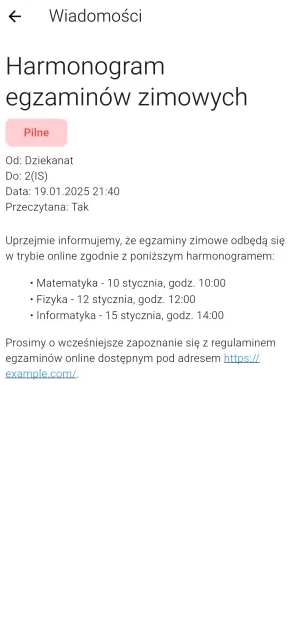 Wiadomości
Harmonogram
egzaminów zimowych
Pilne
Od: Dziekanat
Do: 2(IS)
Data: 19.01.2025 21:40
Przeczytana: Tak
Uprzejmie informujemy, że egzaminy zimowe odbędą się
w trybie online zgodnie z poniższym harmonogramem:
• Matematyka - 10 stycznia, godz. 10:00
• Fizyka - 12 stycznia, godz. 12:00
• Informatyka - 15 stycznia, godz. 14:00
Prosimy o wcześniejsze zapoznanie się z regulaminem
egzaminów online dostępnym pod adresem https://
example.com/.